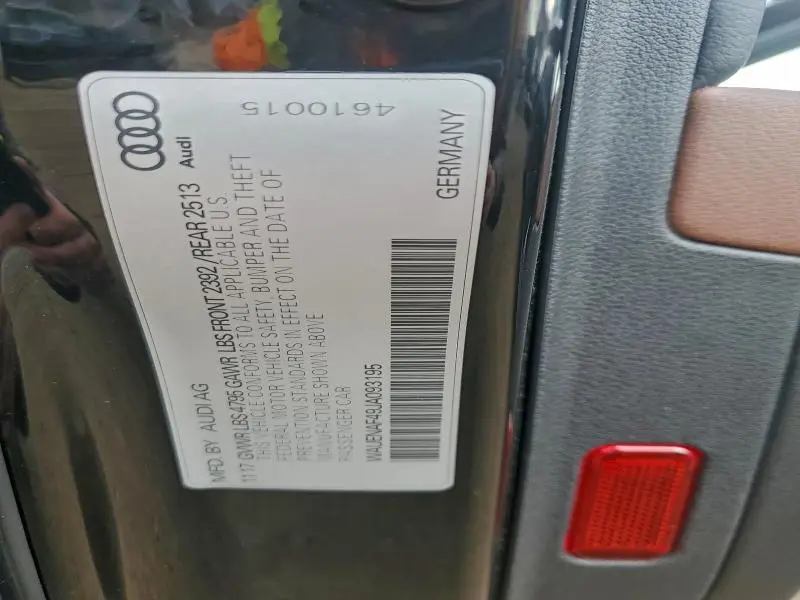 MFD. BY AUDI AG
Audi
11 17 GVWR LBS 4795 GAWR LBS FRONT 2392 /REAR 2513
THIS VEHICLE CONFORMS TO ALL APPLICABLE U.S.
FEDERAL MOTOR VEHICLE SAFETY, BUMPER AND THEFT
PREVENTION STANDARDS IN EFFECT ON THE DATE OF
MANUFACTURE SHOWN ABOVE
PASSENGER CAR
4610015
WAUENAF49JA093195
GERMANY